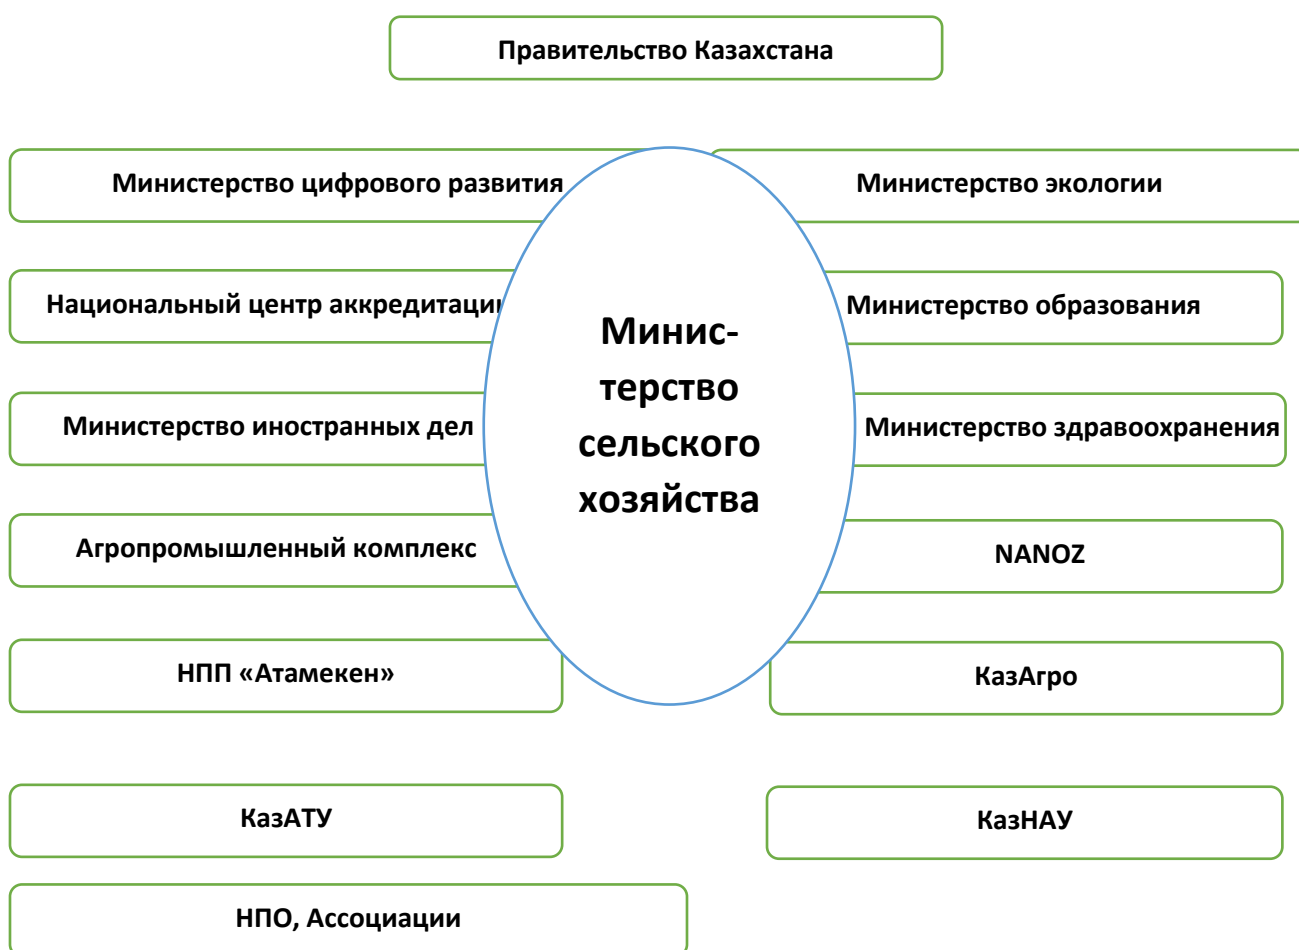 Правительство Казахстана
Министерство цифрового развития
Министерство экологии
Национальный центр аккредитации
Министерство образования
Минис-
терство
сельского
хозяйства
Министерство иностранных дел
Министерство здравоохранения
Агропромышленный комплекс
NANOZ
НПП «Атамекен»
КазАгро
КазАТУ
КазНАУ
НПО, Ассоциации